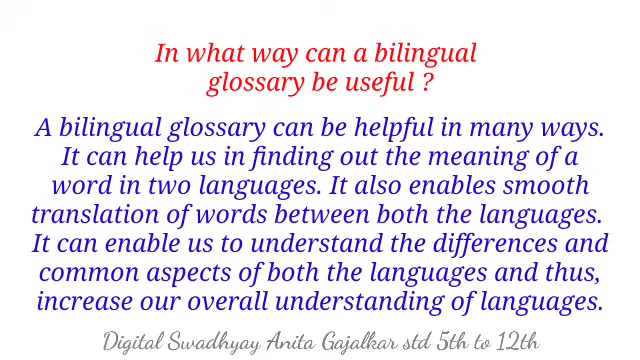 In what way can a bilingual
glossary be useful ?
A bilingual glossary can be helpful in many ways.
It can help us in finding out the meaning of a
word in two languages. It also enables smooth
translation of words between both the languages.
It can enable us to understand the differences and
common aspects of both the languages and thus,
increase our overall understanding of languages.
Digital Swadhyay Anita Gajalkar std 5th to 12th